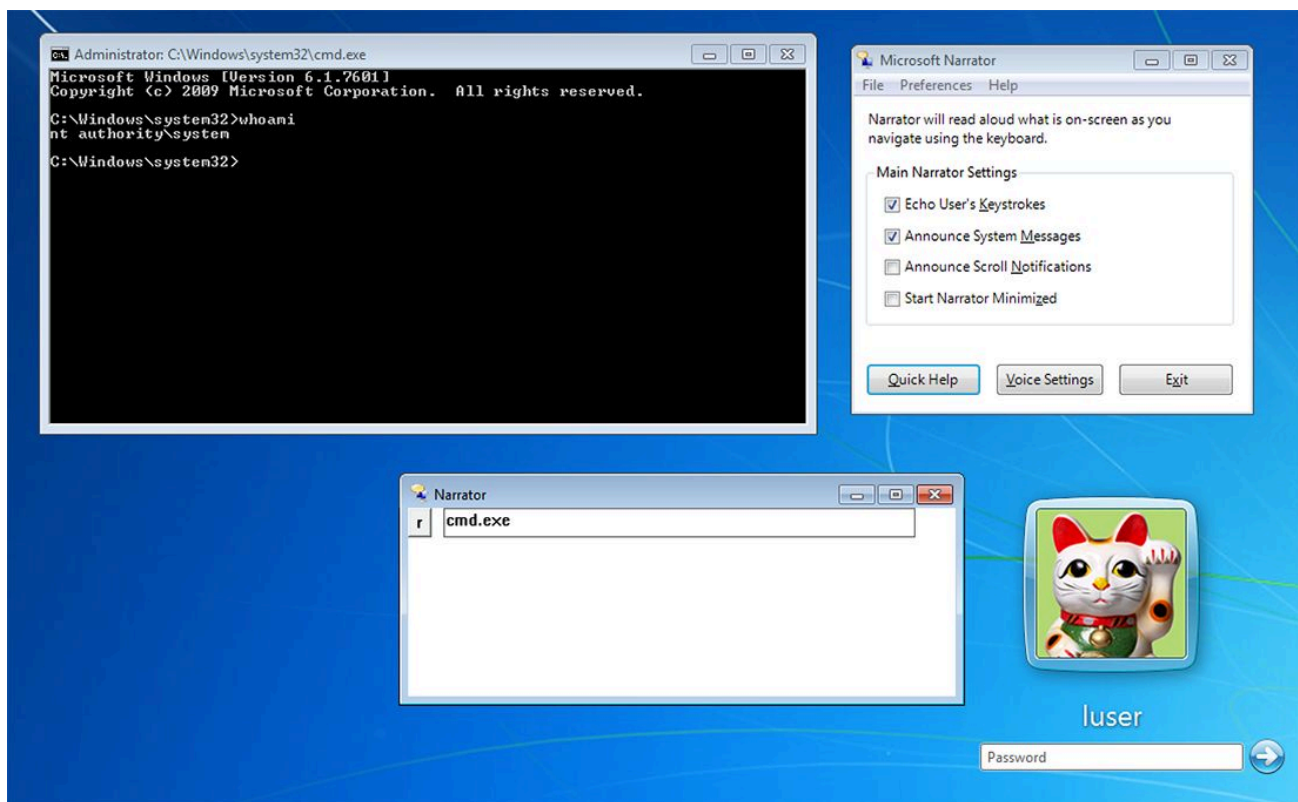 Administrator: C:\Windows\system32\cmd.exe
Microsoft Windows [Version 6.1.7601]
Copyright (c) 2009 Microsoft Corporation.  All rights reserved.
C:\Windows\system32>whoami
nt authority\system
C:\Windows\system32>
Microsoft Narrator
File Preferences Help
Narrator will read aloud what is on-screen as you
navigate using the keyboard.
Main Narrator Settings
Echo User's Keystrokes
Announce System Messages
Announce Scroll Notifications
Start Narrator Minimized
Quick Help Voice Settings Exit
Narrator
r cmd.exe
luser
Password